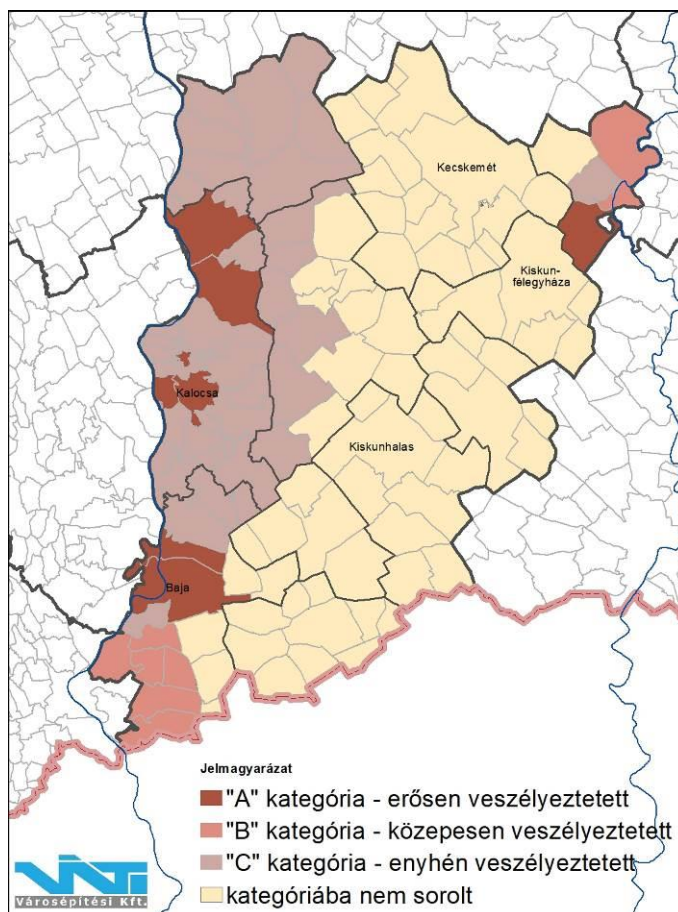 Kecskemét
Kiskun-
félegyháza
Kalocsa
Kiskunhalas
Baja
Jelmagyarázat
"A" kategória - erősen veszélyeztetett
"B" kategória - közepesen veszélyeztetett
"C" kategória - enyhén veszélyeztetett
kategóriába nem sorolt
VÁTI
Városépítési Kft.